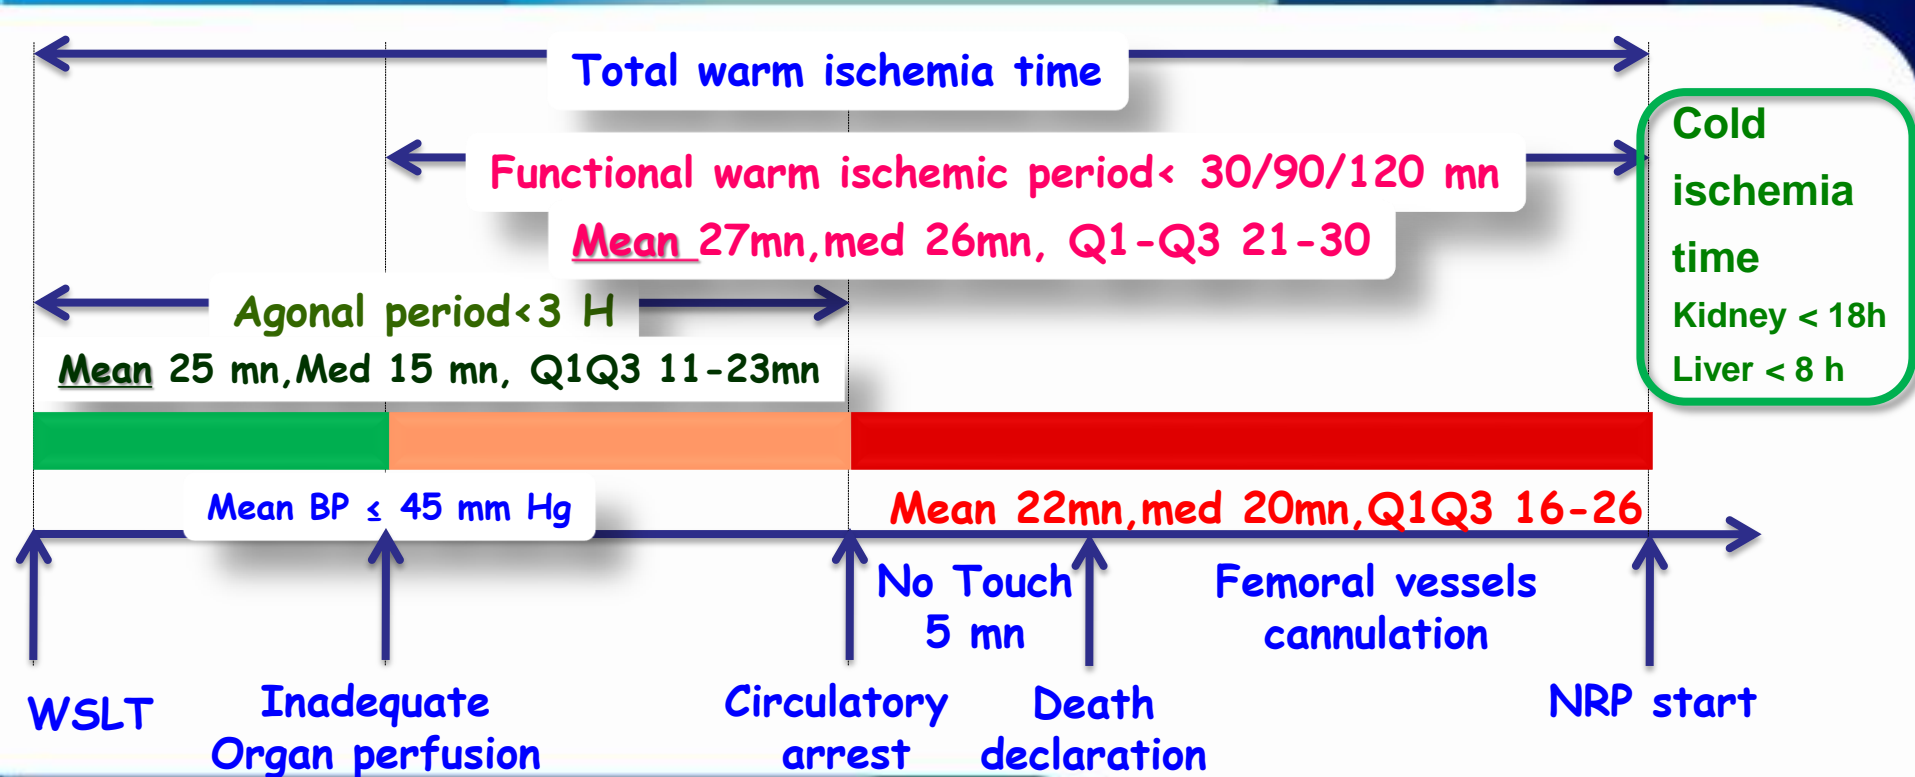 Total warm ischemia time
Functional warm ischemic period< 30/90/120 mn
Mean 27mn,med 26mn, Q1-Q3 21-30
Cold
ischemia
time
Kidney < 18h
Liver < 8 h
Agonal period<3 H
Mean 25 mn,Med 15 mn, Q1Q3 11-23mn
Mean BP ≤ 45 mm Hg
Mean 22mn,med 20mn,Q1Q3 16-26
No Touch
5 mn
Femoral vessels
cannulation
WSLT
Inadequate
Organ perfusion
Circulatory
arrest
Death
declaration
NRP start